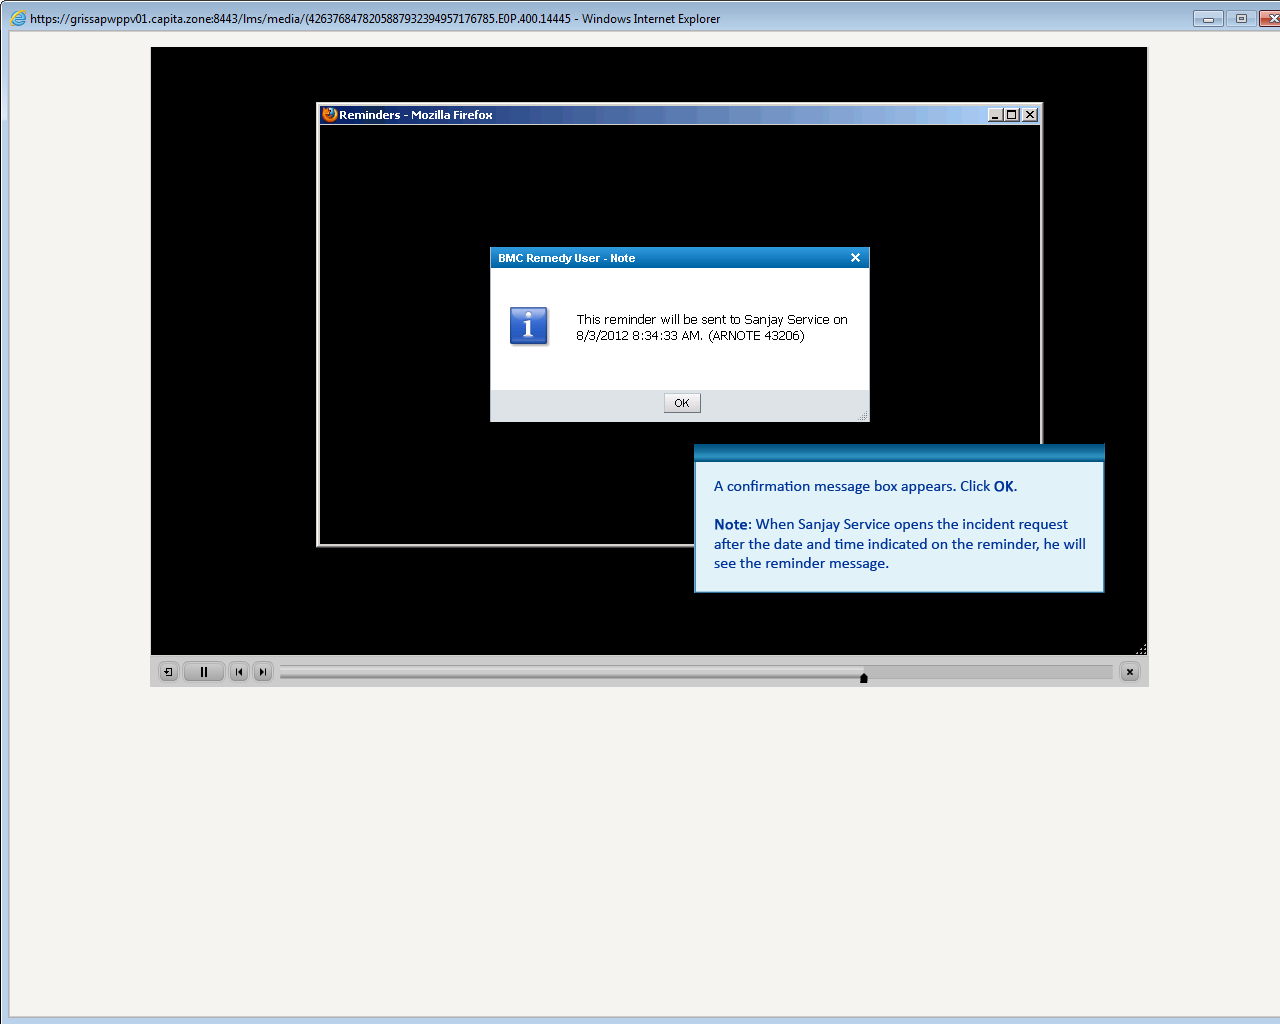 https://grissapwppv01.capita.zone:8443/lms/media/(4263768478205887932394957176785.E0P.400.14445 - Windows Internet Explorer
Reminders - Mozilla Firefox
BMC Remedy User - Note
This reminder will be sent to Sanjay Service on
8/3/2012 8:34:33 AM. (ARNOTE 43206)
OK
A confirmation message box appears. Click OK.
Note: When Sanjay Service opens the incident request
after the date and time indicated on the reminder, he will
see the reminder message.